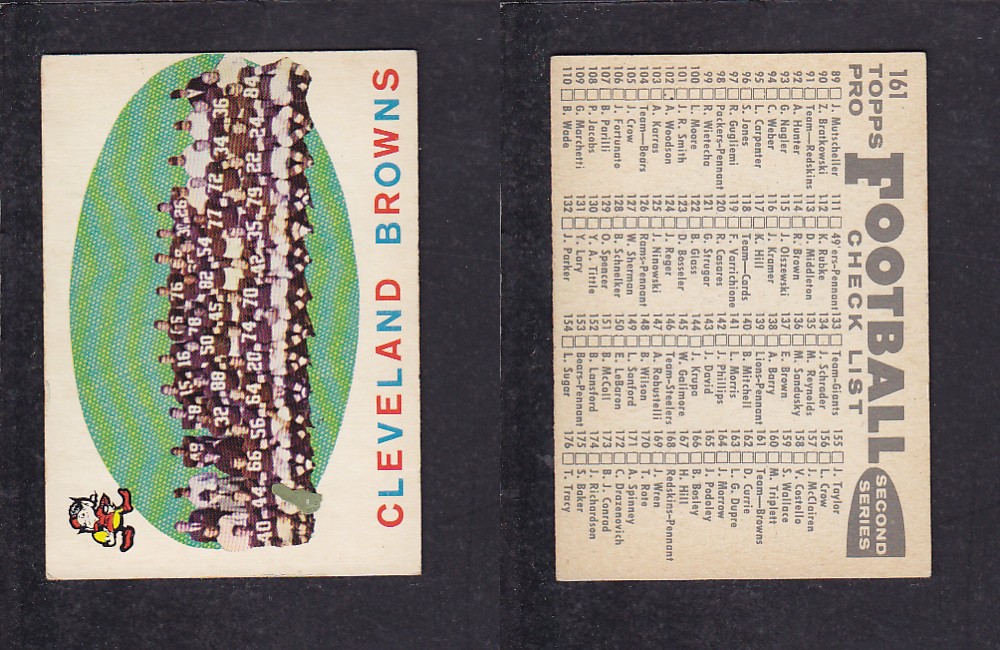 CLEVELAND BROWNS
161
TOPPS PRO FOOTBALL
CHECK LIST
SECOND SERIES
89 J. Mutscheller
90 Z. Bratkowski
91 Team—Redskins
92 A. Hunter
93 G. Nagler
94 C. Weber
95 L. Carpenter
96 S. Jones
97 R. Gugliemi
98 Packers-Pennant
99 R. Wietecha
100 L. Moore
101 J. R. Smith
102 A. Woodson
103 A. Karras
104 Team—Bears
105 J. Crow
106 J. Fortunato
107 B. Parilli
108 P. Jacobs
109 G. Marchetti
110 B. Wade
111 49'ers-Pennant
112 K. Rubke
113 D. Middleton
114 R. Brown
115 J. Olszewski
116 J. Kramer
117 K. Hill
118 Team—Cards
119 F. Varrichione
120 R. Casares
121 G. Strugar
122 B. Glass
123 D. Bosseler
124 J. Reger
125 J. Ninowski
126 Rams-Pennant
127 W. Sherman
128 B. Schnelker
129 O. Spencer
130 Y. A. Tittle
131 Y. Lary
132 J. Parker
133 Team-Giants
134 J. Schrader
135 M. Reynolds
136 M. Sandusky
137 E. Brown
138 A. Barry
139 Lions-Pennant
140 B. Mitchell
141 L. Morris
142 J. Phillips
143 J. David
144 J. Krupa
145 W. Gallmore
146 Team-Steelers
147 A. Robustelli
148 B. Wilson
149 L. Sanford
150 E. LeBaron
151 B. McColl
152 B. Lansford
153 Bears-Pennant
154 L. Sugar
155 J. Taylor
156 L. Crow
157 J. McClairen
158 V. Costello
159 S. Wallace
160 M. Triplett
161 Team—Browns
162 D. Currie
163 L. G. Dupre
164 J. Morrow
165 J. Podoley
166 B. Bosley
167 H. Hill
168 Redskins-Pennant
169 J. Wren
170 T. Rote
171 A. Spinney
172 C. Drazenovich
173 B. J. Conrad
174 J. Richardson
175 S. Baker
176 T. Tracy